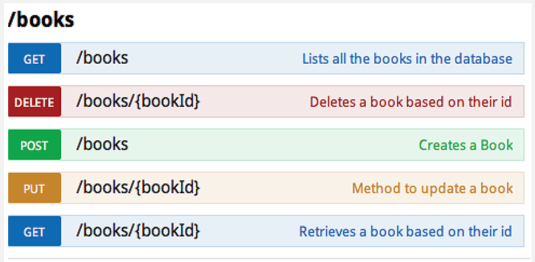 /books
GET /books Lists all the books in the database
DELETE /books/{bookId} Deletes a book based on their id
POST /books Creates a Book
PUT /books/{bookId} Method to update a book
GET /books/{bookId} Retrieves a book based on their id